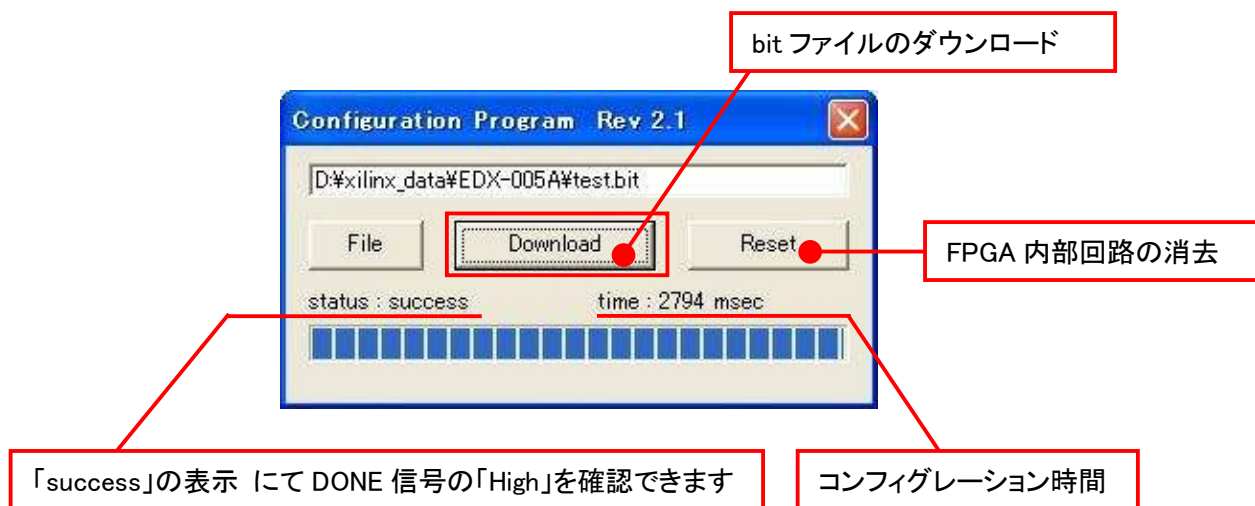 bit ファイルのダウンロード
Configuration Program Rev 2.1
D:¥xilinx_data¥EDX-005A¥test.bit
File
Download
Reset
FPGA 内部回路の消去
status : success
time : 2794 msec
「success」の表示 にて DONE 信号の「High」を確認できます
コンフィグレーション時間